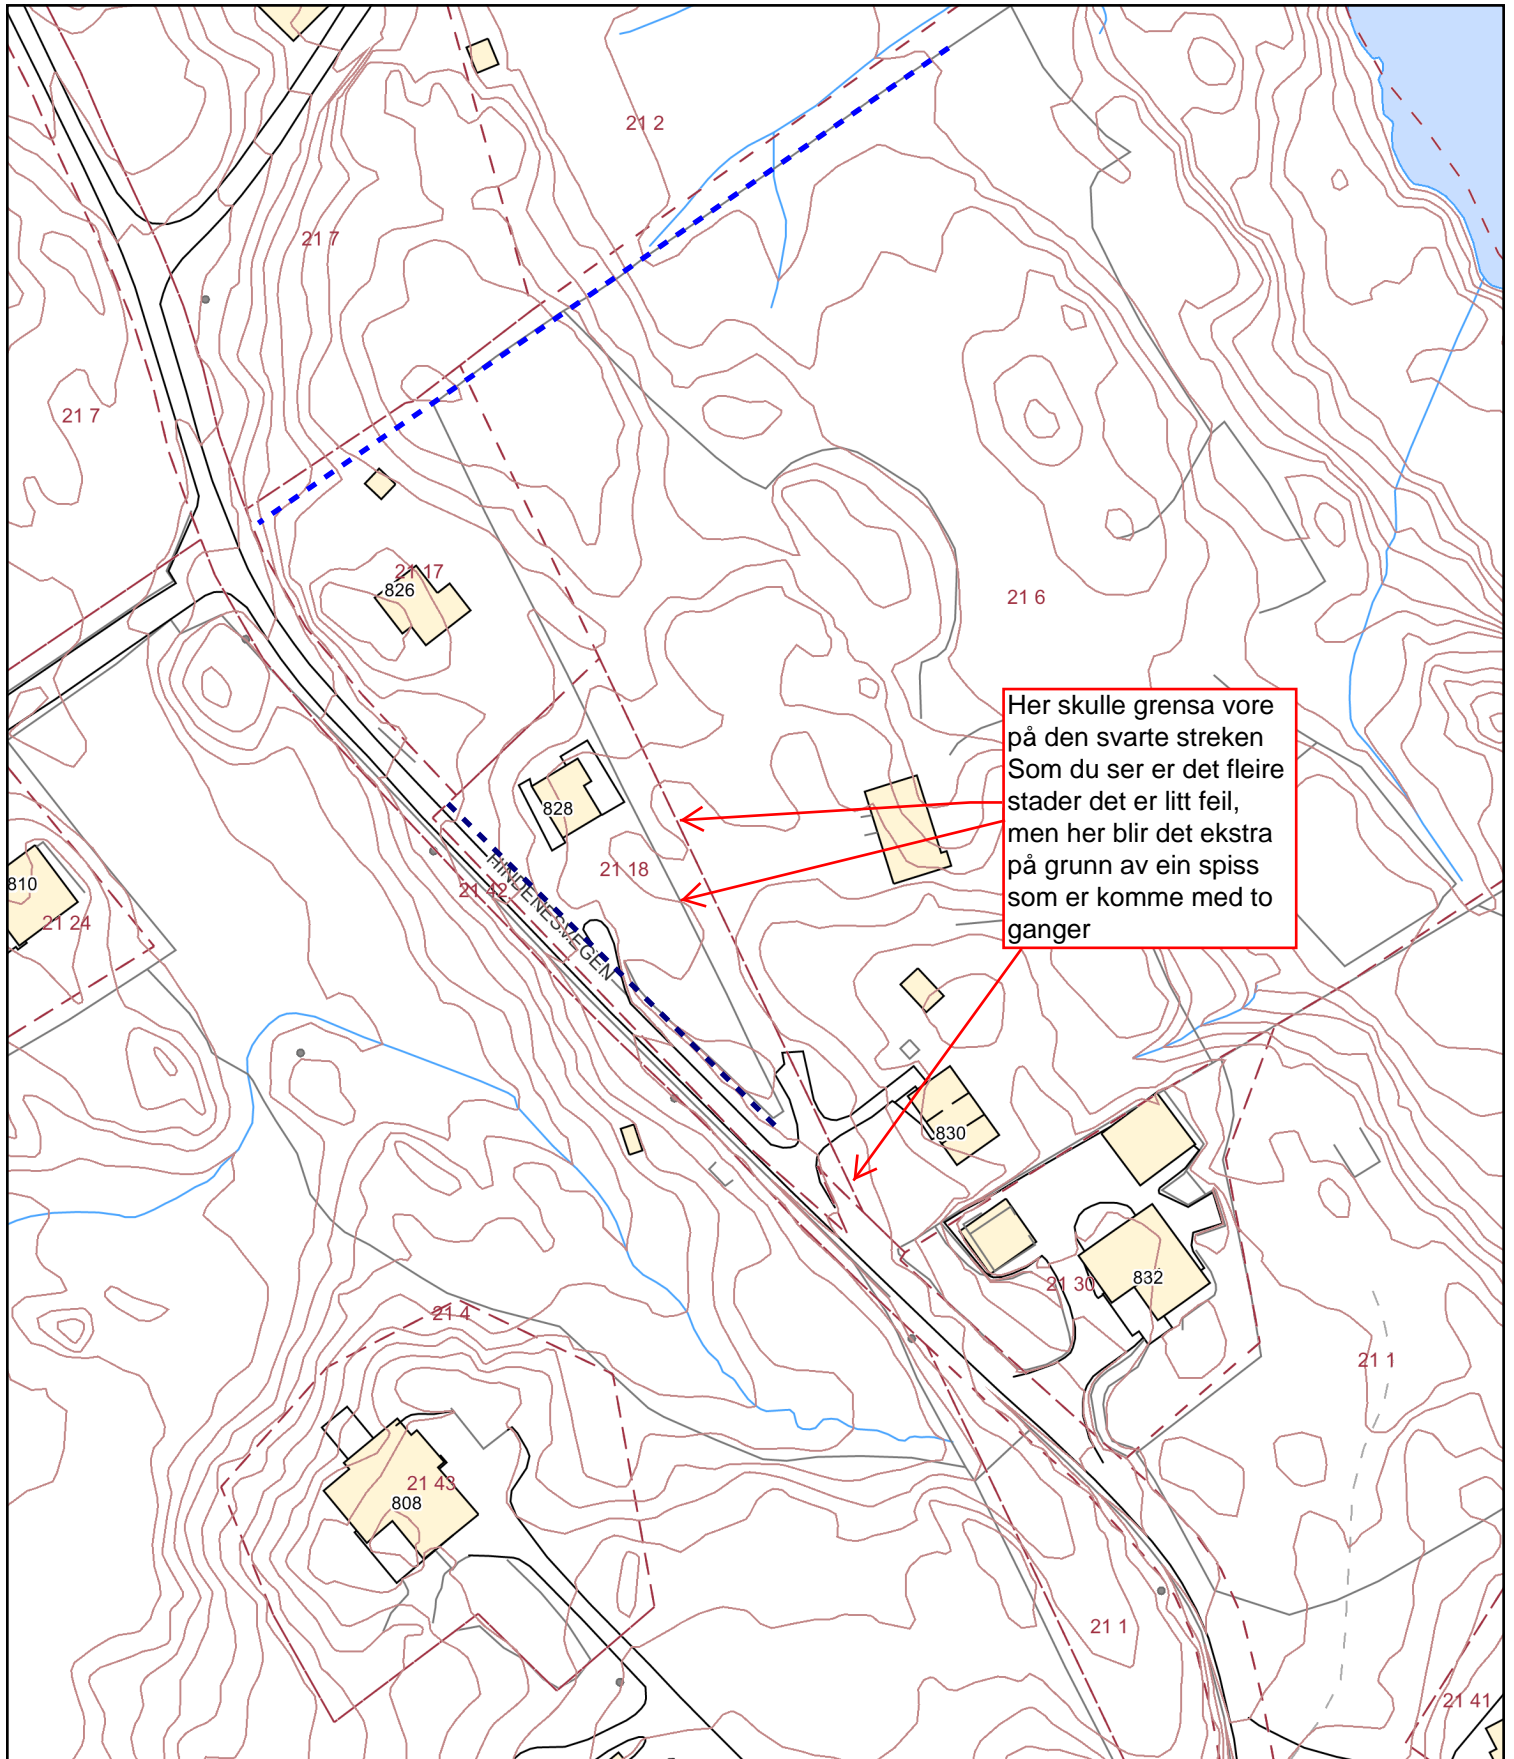 21 2
21 7
21 7
21 17
826
21 6
Her skulle grensa vore
på den svarte streken
Som du ser er det fleire
stader det er litt feil,
men her blir det ekstra
på grunn av ein spiss
som er komme med to
ganger
828
21 18
810
21 42
HINDENESVEGEN
21 24
830
21 30
832
21 4
21 1
21 43
808
21 1
21 41